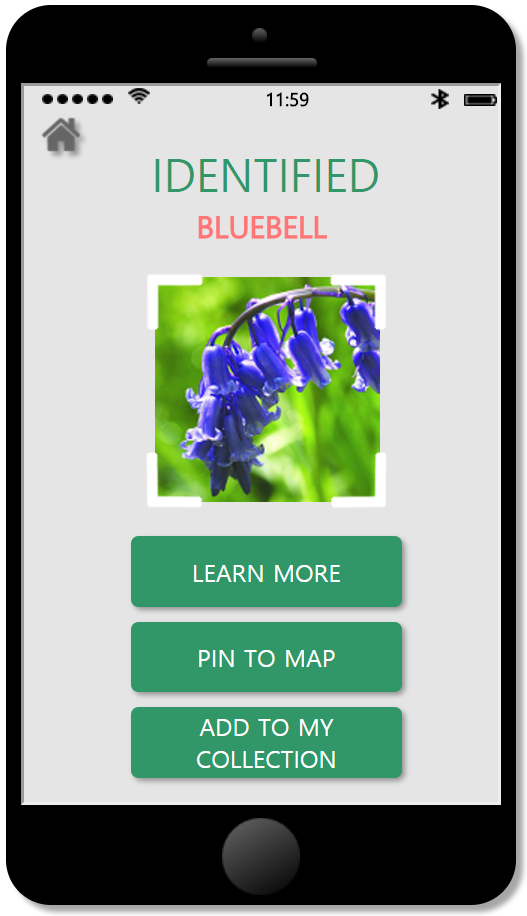 11:59
IDENTIFIED
BLUEBELL
LEARN MORE
PIN TO MAP
ADD TO MY
COLLECTION